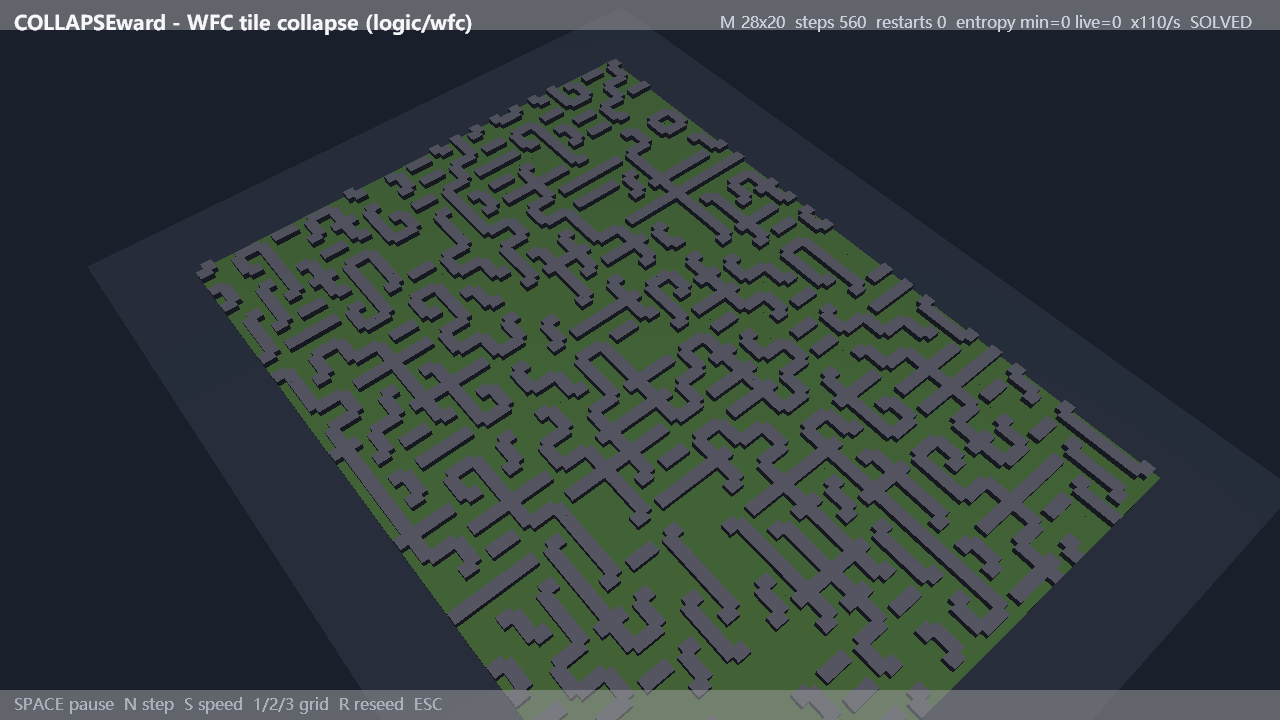 COLLAPSEward - WFC tile collapse (logic/wfc)
M 28x20  steps 560  restarts 0  entropy min=0 live=0  x110/s  SOLVED
SPACE pause  N step  S speed  1/2/3 grid  R reseed  ESC